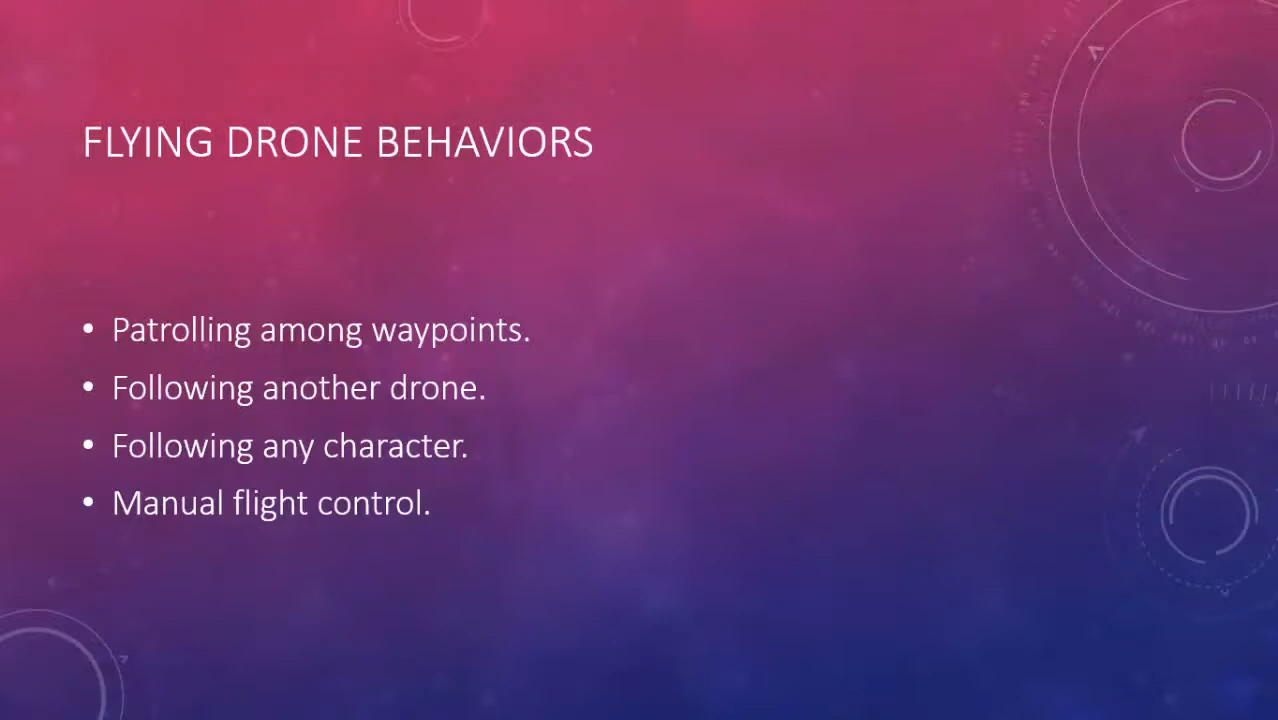 FLYING DRONE BEHAVIORS
• Patrolling among waypoints.
• Following another drone.
• Following any character.
• Manual flight control.